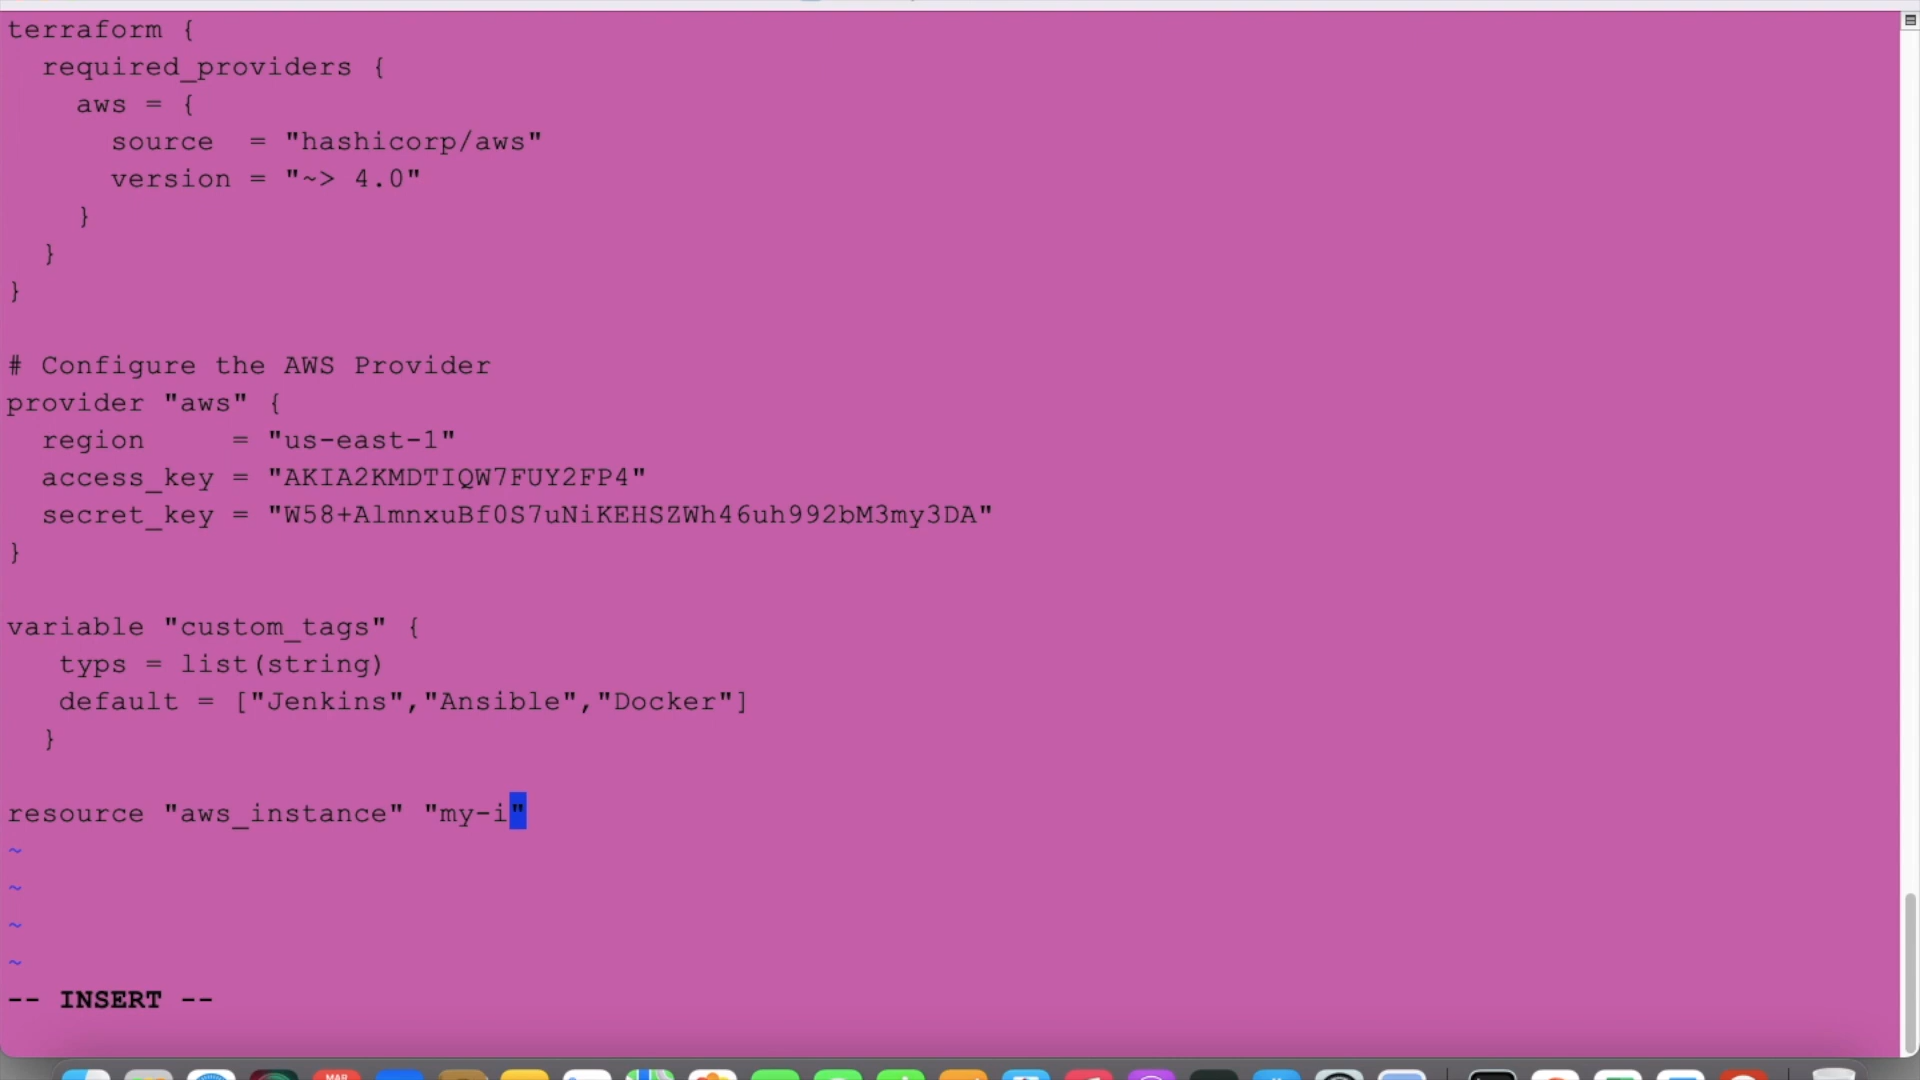 terraform {
  required_providers {
    aws = {
      source  = "hashicorp/aws"
      version = "~> 4.0"
    }
  }
}
# Configure the AWS Provider
provider "aws" {
  region     = "us-east-1"
  access_key = "AKIA2KMDTIQW7FUY2FP4"
  secret_key = "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"
}
variable "custom_tags" {
   typs = list(string)
   default = ["Jenkins","Ansible","Docker"]
  }
resource "aws_instance" "my-i"
~
~
~
~
-- INSERT --
MAR